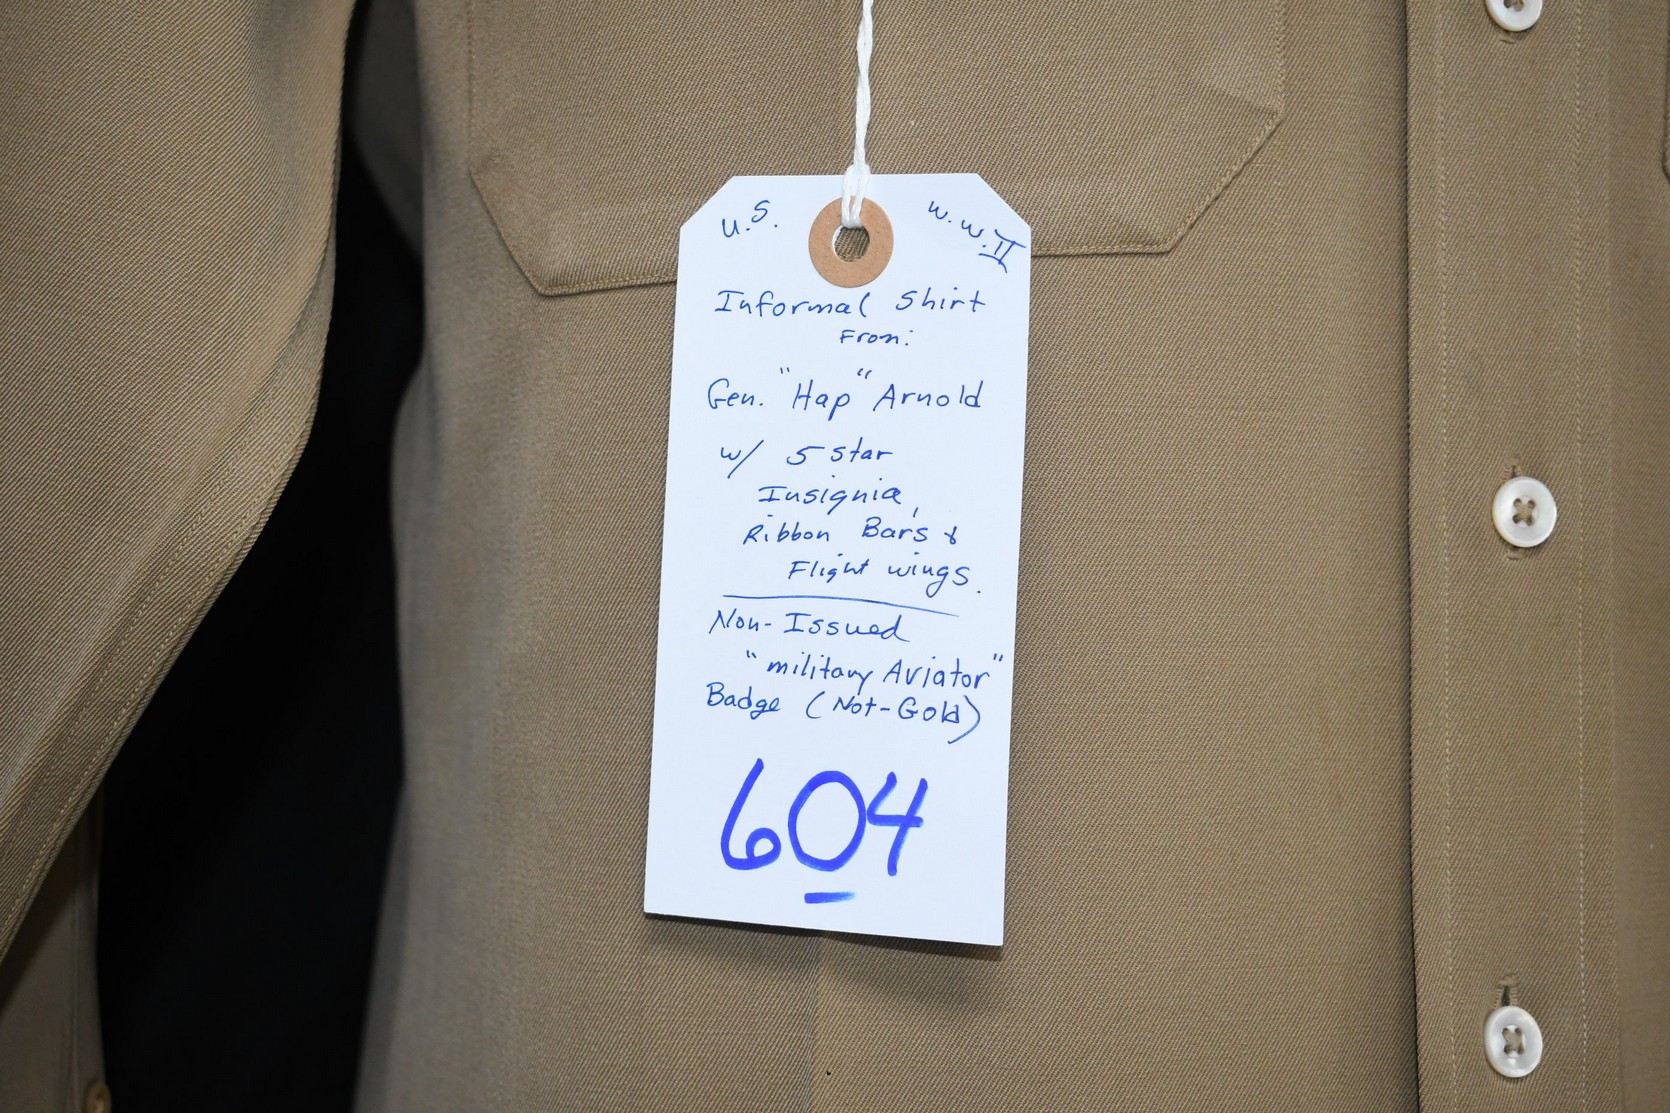 U.S. W.W.II
Informal Shirt
From:
Gen. "Hap" Arnold
w/ 5 star
Insignia,
Ribbon Bars &
Flight wings.
Non-Issued
"military Aviator"
Badge (Not-Gold)
604